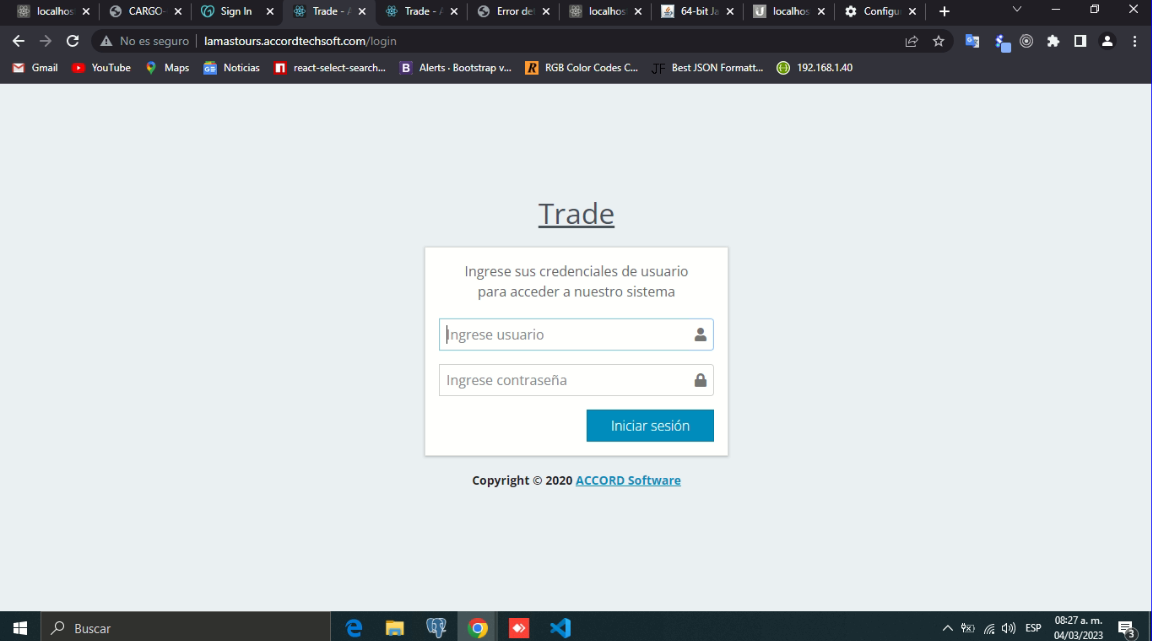 localhos
CARGO-
Sign In
Trade - A
Trade - A
Error de
localhos
64-bit Ja
localhos
Configu
No es seguro
lamastours.accordtechsoft.com/login
Gmail
YouTube
Maps
Noticias
react-select-search...
Alerts · Bootstrap v...
RGB Color Codes C...
Best JSON Formatt...
192.168.1.40
Trade
Ingrese sus credenciales de usuario
para acceder a nuestro sistema
Ingrese usuario
Ingrese contraseña
Iniciar sesión
Copyright © 2020 ACCORD Software
Buscar
ESP
08:27 a. m.
04/03/2023
3